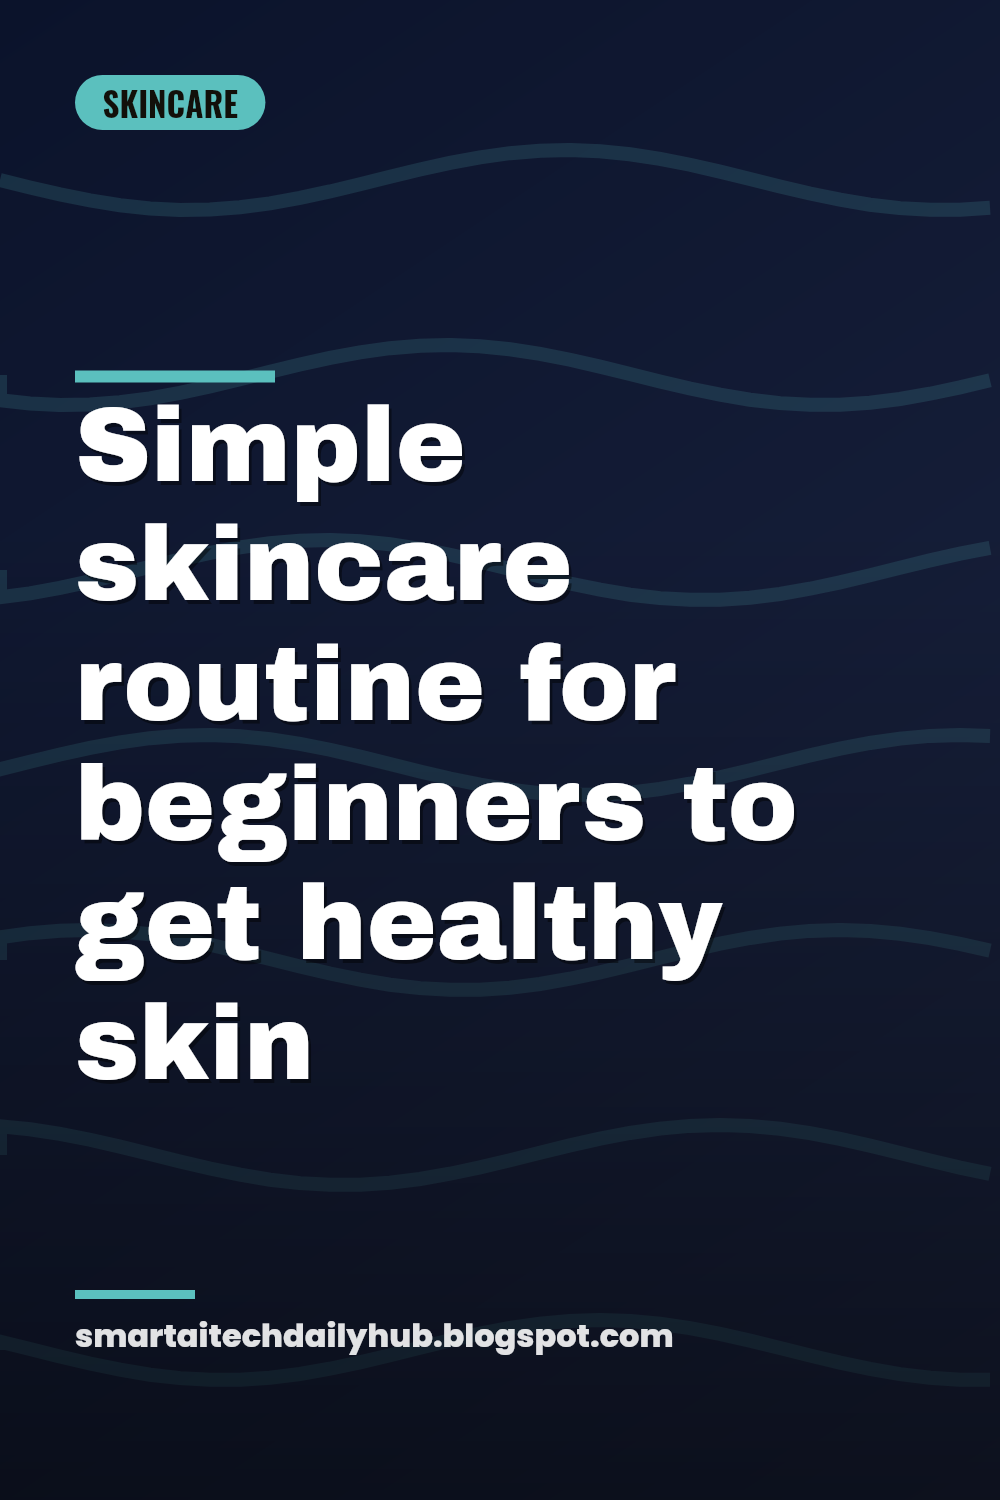 SKINCARE
Simple
skincare
routine for
beginners to
get healthy
skin
smartaitechdailyhub.blogspot.com